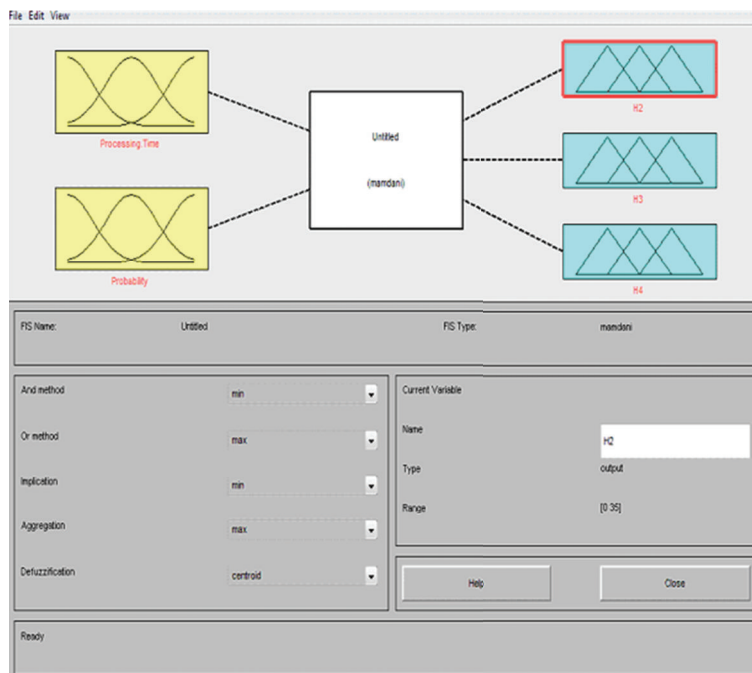 File Edit View
Processing.Time
Probability
Untitled
(mamdani)
H2
H3
H4
FIS Name: Untitled FIS Type: mamdani
And method min
Or method max
Implication min
Aggregation max
Defuzzification centroid
Current Variable
Name H2
Type output
Range [0 35]
Help Close
Ready